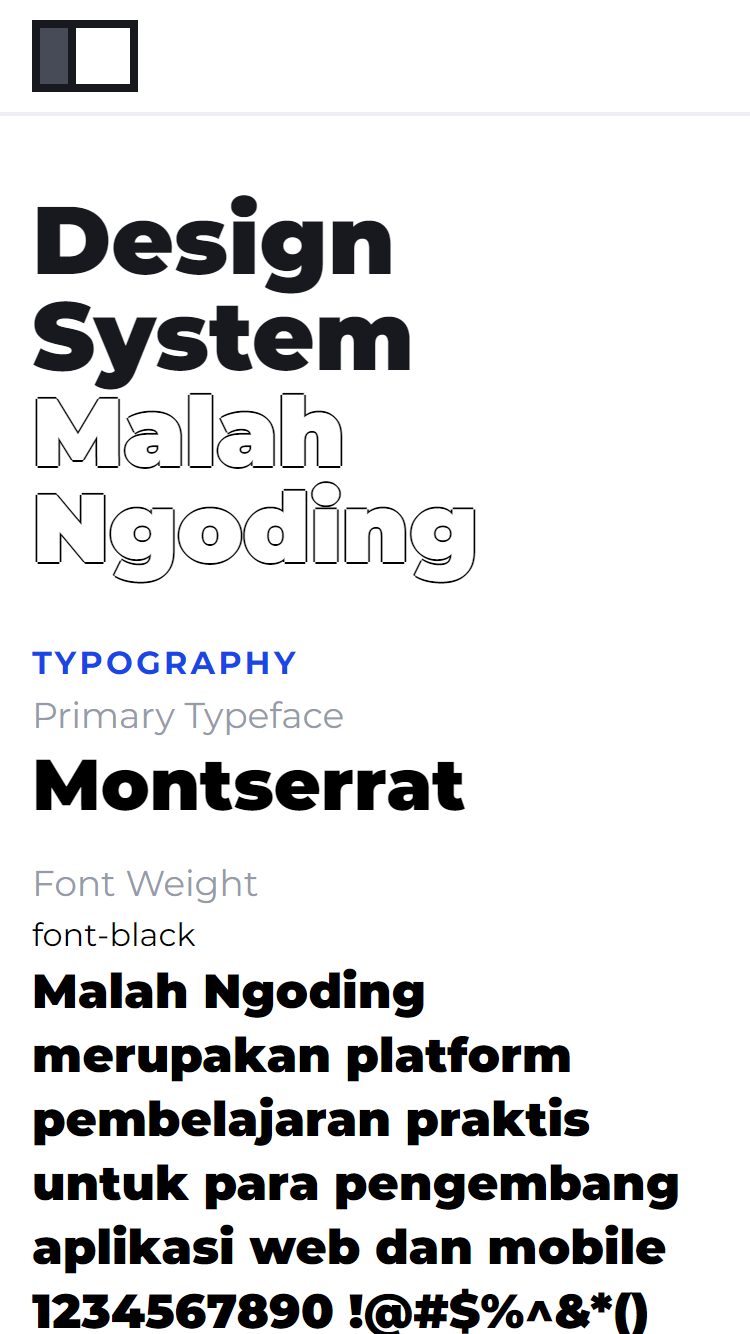 Design
System
Malah
Ngoding
TYPOGRAPHY
Primary Typeface
Montserrat
Font Weight
font-black
Malah Ngoding
merupakan platform
pembelajaran praktis
untuk para pengembang
aplikasi web dan mobile
1234567890 !@#$%^&*()